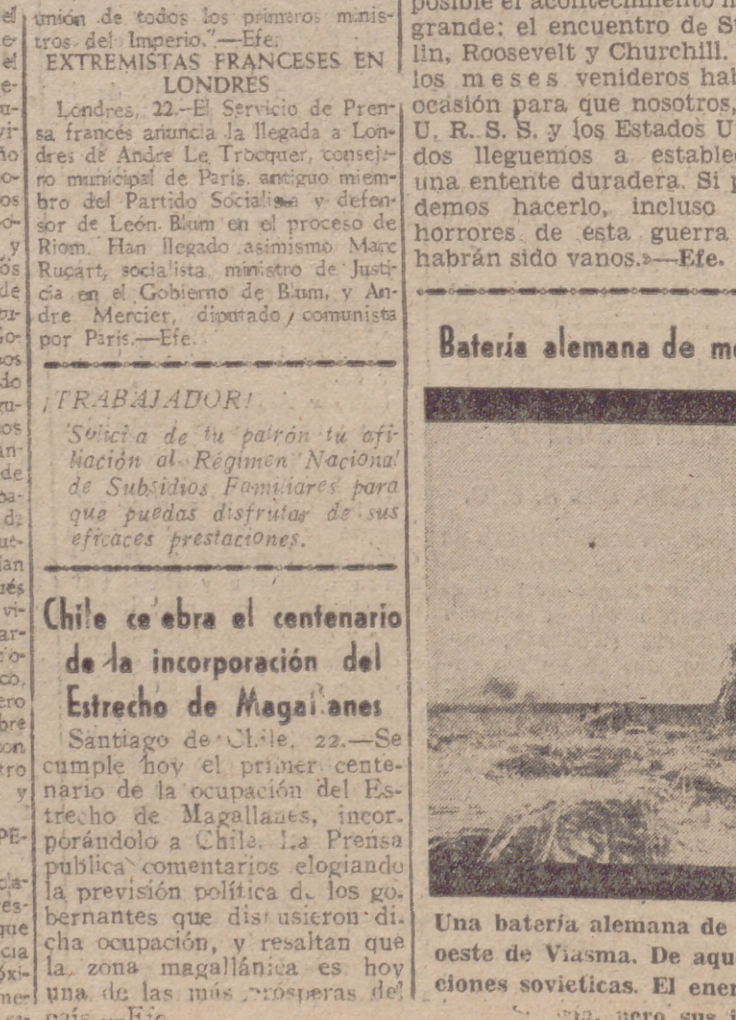 unión de todos los primeros minis-
tros del Imperio."—Efe.
EXTREMISTAS FRANCESES EN
LONDRES
Londres, 22.—El Servicio de Pren-
sa francés anuncia la llegada a Lon-
dres de Andre Le Trocquer, conseje-
ro municipal de París, antiguo miem-
bro del Partido Socialista y defen-
sor de León Blum en el proceso de
Riom. Han llegado asimismo Marc
Rucart, socialista, ministro de Justi-
cia en el Gobierno de Blum, y An-
dre Mercier, diputado comunista
por París.—Efe.
¡TRABAJADOR!
Solicita de tu patrón tu afi-
liación al Régimen Nacional
de Subsidios Familiares para
que puedas disfrutar de sus
eficaces prestaciones.
Chile celebra el centenario
de la incorporación del
Estrecho de Magallanes
Santiago de Chile, 22.—Se
cumple hoy el primer cente-
nario de la ocupación del Es-
trecho de Magallanes, incor-
porándolo a Chile. La Prensa
publica comentarios elogiando
la previsión política de los go-
bernantes que dispusieron di-
cha ocupación, y resaltan que
la zona magallánica es hoy
una de las más prósperas del
país.—Efe
posible el acontecimiento
grande: el encuentro de St
lin, Roosevelt y Churchill.
los meses venideros hab
ocasión para que nosotros,
U. R. S. S. y los Estados U
dos lleguemos a establec
una entente duradera. Si p
demos hacerlo, incluso
horrores de esta guerra
habrán sido vanos.»—Efe.
Batería alemana de m
Una batería alemana de
oeste de Viasma. De aqu
ciones sovieticas. El ener
pero sus